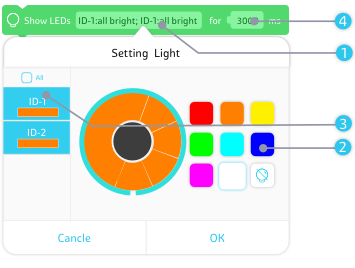 Show LEDs ID-1:all bright; ID-1:all bright for 300 ms
4
1
Setting Light
All
ID-1
3
ID-2
2
Cancle OK